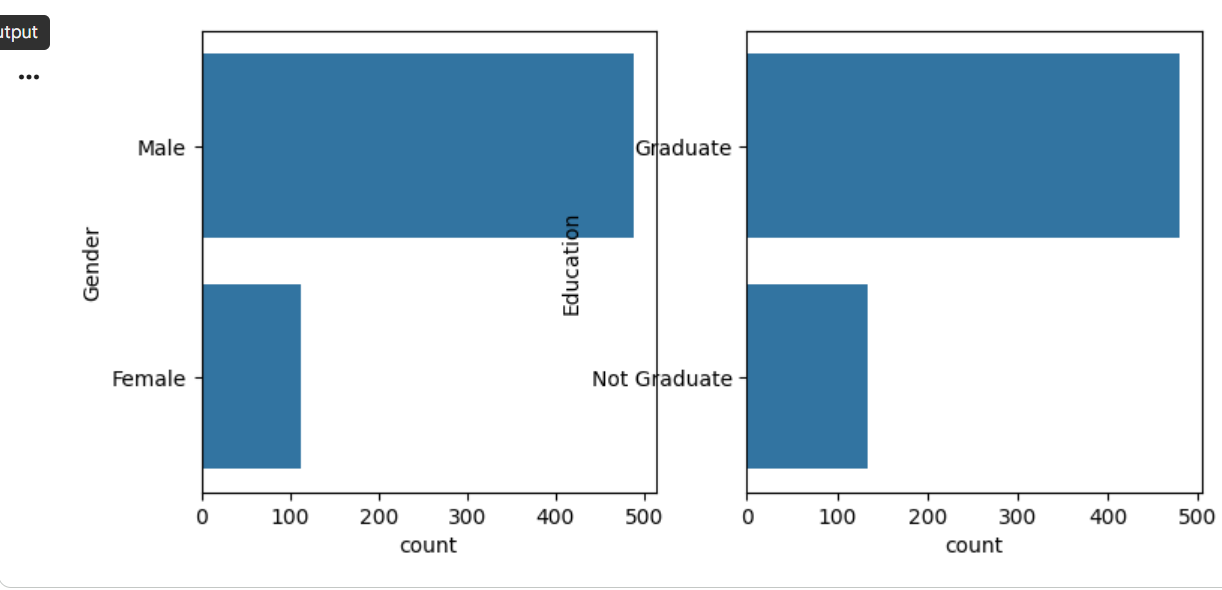 utput
Male
Female
Gender
0 100 200 300 400 500
count
Graduate
Not Graduate
Education
0 100 200 300 400 500
count